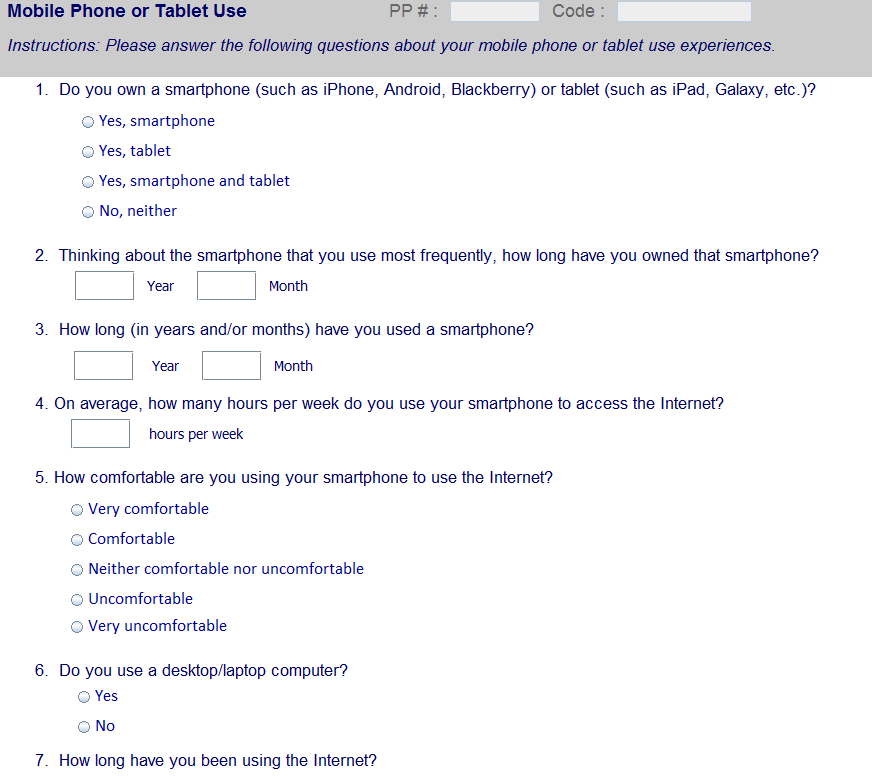 Mobile Phone or Tablet Use PP # : Code :
Instructions: Please answer the following questions about your mobile phone or tablet use experiences.
1. Do you own a smartphone (such as iPhone, Android, Blackberry) or tablet (such as iPad, Galaxy, etc.)?
Yes, smartphone
Yes, tablet
Yes, smartphone and tablet
No, neither
2. Thinking about the smartphone that you use most frequently, how long have you owned that smartphone?
Year Month
3. How long (in years and/or months) have you used a smartphone?
Year Month
4. On average, how many hours per week do you use your smartphone to access the Internet?
hours per week
5. How comfortable are you using your smartphone to use the Internet?
Very comfortable
Comfortable
Neither comfortable nor uncomfortable
Uncomfortable
Very uncomfortable
6. Do you use a desktop/laptop computer?
Yes
No
7. How long have you been using the Internet?